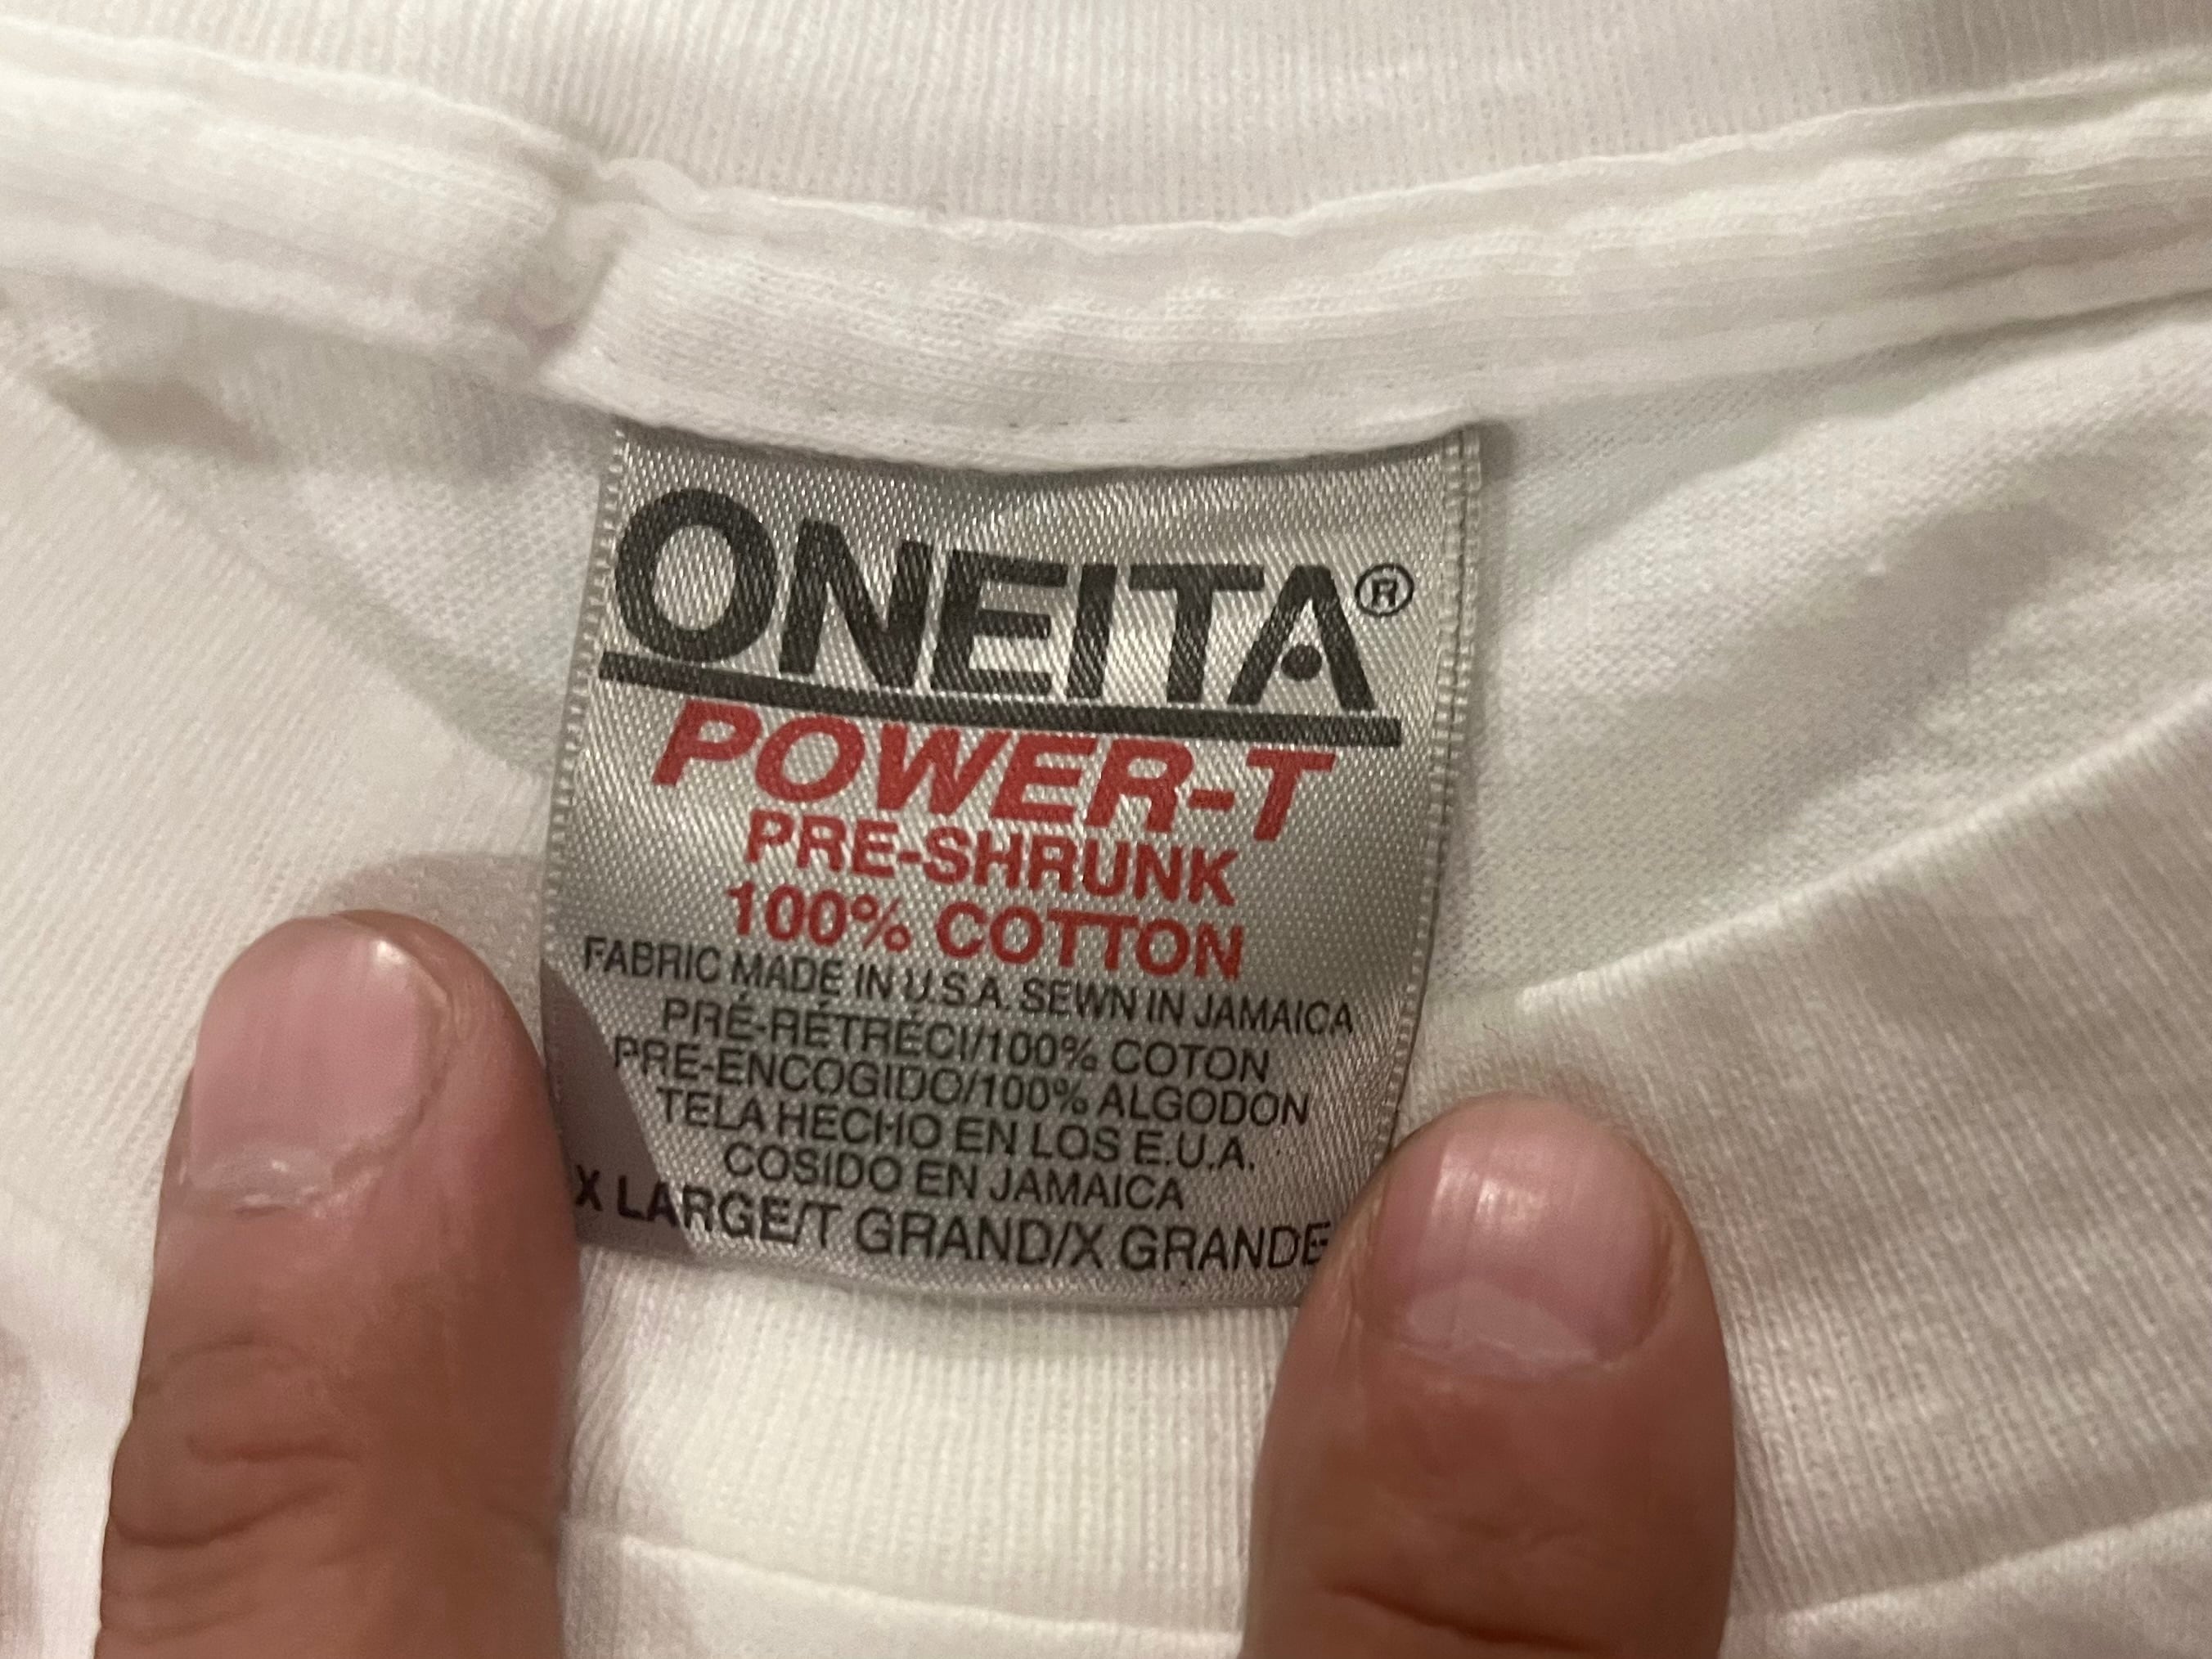 ONEITA®
POWER-T
PRE-SHRUNK
100% COTTON
FABRIC MADE IN U.S.A. SEWN IN JAMAICA
PRÉ-RÉTRÉCI/100% COTON
PRE-ENCOGIDO/100% ALGODON
TELA HECHO EN LOS E.U.A.
COSIDO EN JAMAICA
X LARGE/T GRAND/X GRANDE